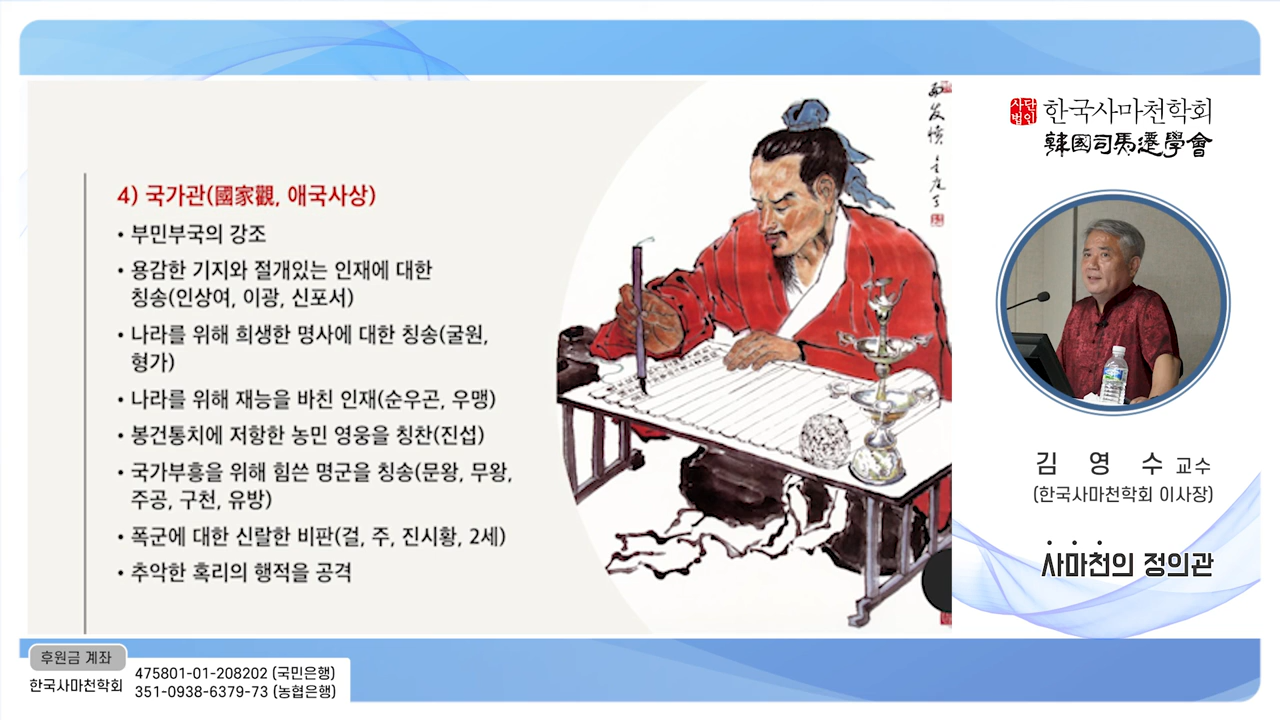 4) 국가관(國家觀, 애국사상)
• 부민부국의 강조
• 용감한 기지와 절개있는 인재에 대한
칭송(인상여, 이광, 신포서)
• 나라를 위해 희생한 명사에 대한 칭송(굴원,
형가)
• 나라를 위해 재능을 바친 인재(순우곤, 우맹)
• 봉건통치에 저항한 농민 영웅을 칭찬(진섭)
• 국가부흥을 위해 힘쓴 명군을 칭송(문왕, 무왕,
주공, 구천, 유방)
• 폭군에 대한 신랄한 비판(걸, 주, 진시황, 2세)
• 추악한 혹리의 행적을 공격
사단
법인
한국사마천학회
韓國司馬遷學會
김 영 수 교수
(한국사마천학회 이사장)
사마천의 정의관
후원금 계좌
한국사마천학회
475801-01-208202 (국민은행)
351-0938-6379-73 (농협은행)